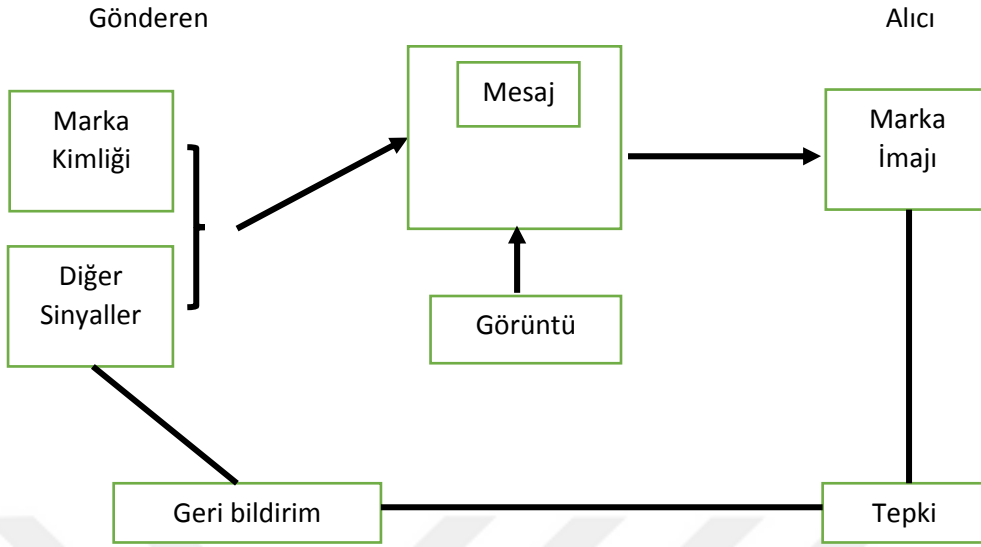 Gönderen
Alıcı
Marka
Kimliği
Mesaj
Marka
İmajı
Diğer
Sinyaller
Görüntü
Geri bildirim
Tepki